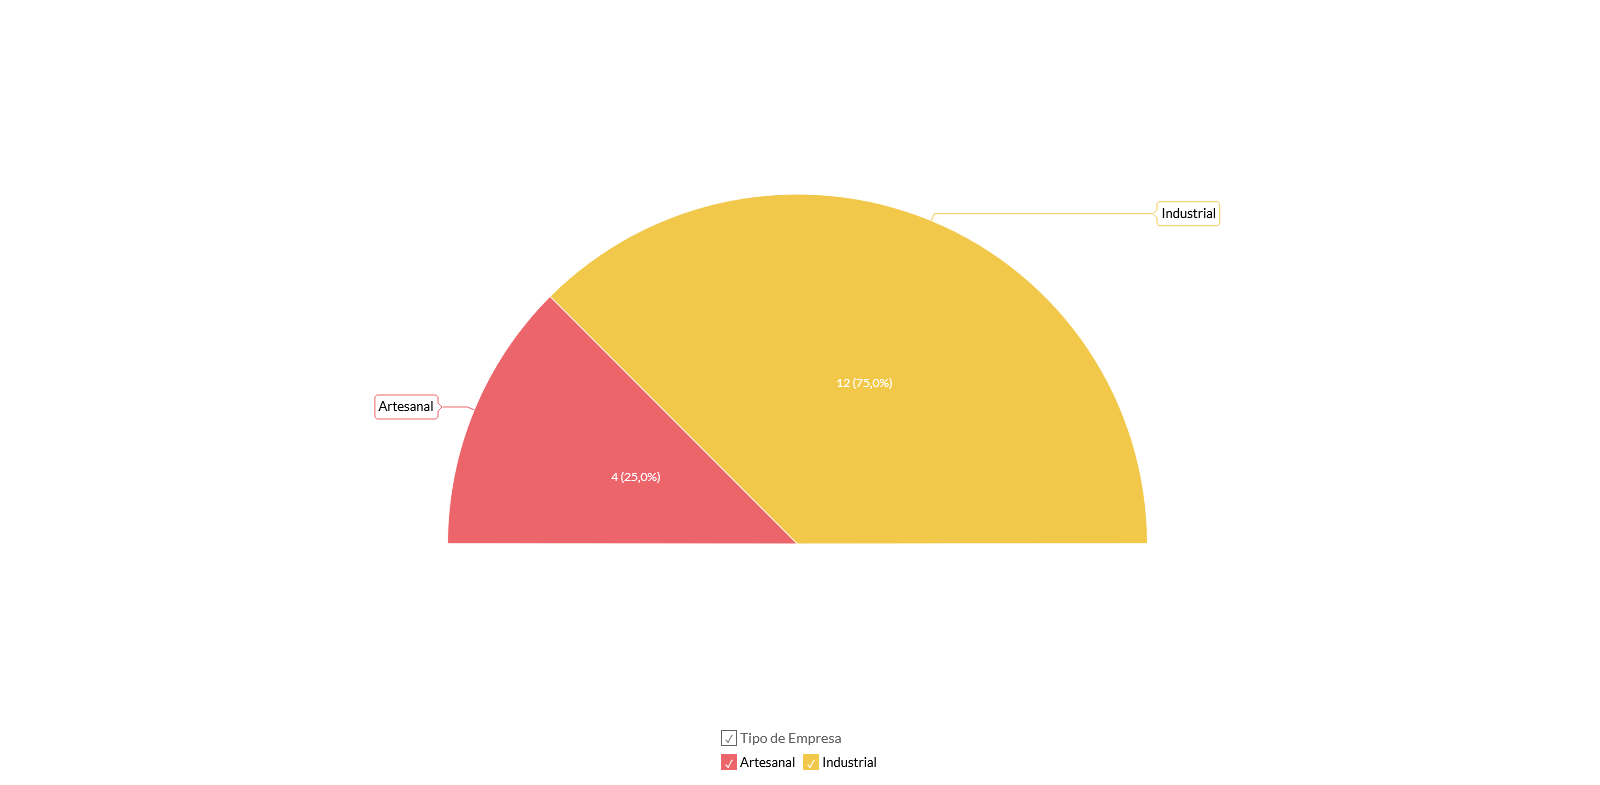 Industrial
12 (75,0%)
Artesanal
4 (25,0%)
Tipo de Empresa
Artesanal Industrial